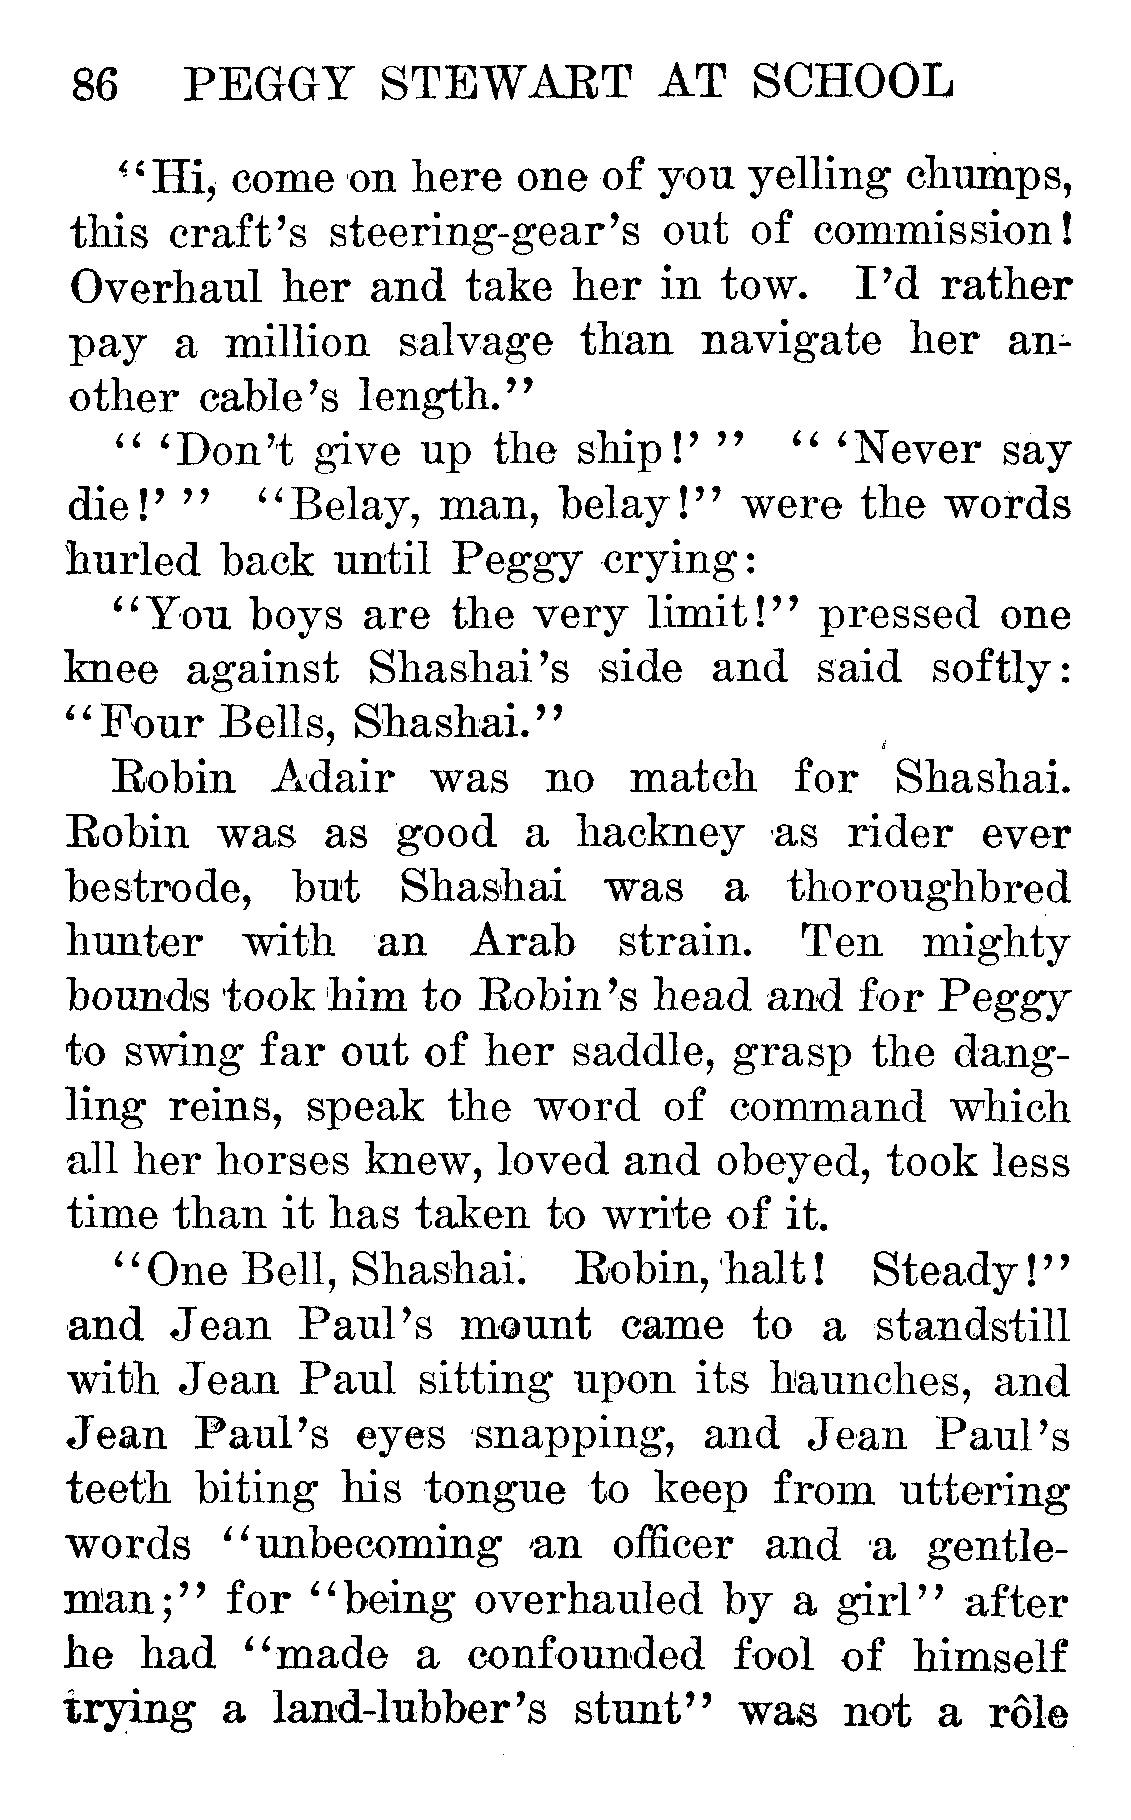 86 PEGGY STEWART AT SCHOOL
"Hi, come on here one of you yelling chumps,
this craft's steering-gear's out of commission!
Overhaul her and take her in tow. I'd rather
pay a million salvage than navigate her an-
other cable's length."
" 'Don't give up the ship!' " " 'Never say
die!' " "Belay, man, belay!" were the words
hurled back until Peggy crying:
"You boys are the very limit!" pressed one
knee against Shashai's side and said softly:
"Four Bells, Shashai."
Robin Adair was no match for Shashai.
Robin was as good a hackney as rider ever
bestrode, but Shashai was a thoroughbred
hunter with an Arab strain. Ten mighty
bounds took him to Robin's head and for Peggy
to swing far out of her saddle, grasp the dang-
ling reins, speak the word of command which
all her horses knew, loved and obeyed, took less
time than it has taken to write of it.
"One Bell, Shashai. Robin, halt! Steady!"
and Jean Paul's mount came to a standstill
with Jean Paul sitting upon its haunches, and
Jean Paul's eyes snapping, and Jean Paul's
teeth biting his tongue to keep from uttering
words "unbecoming an officer and a gentle-
man;" for "being overhauled by a girl" after
he had "made a confounded fool of himself
trying a land-lubber's stunt" was not a rôle